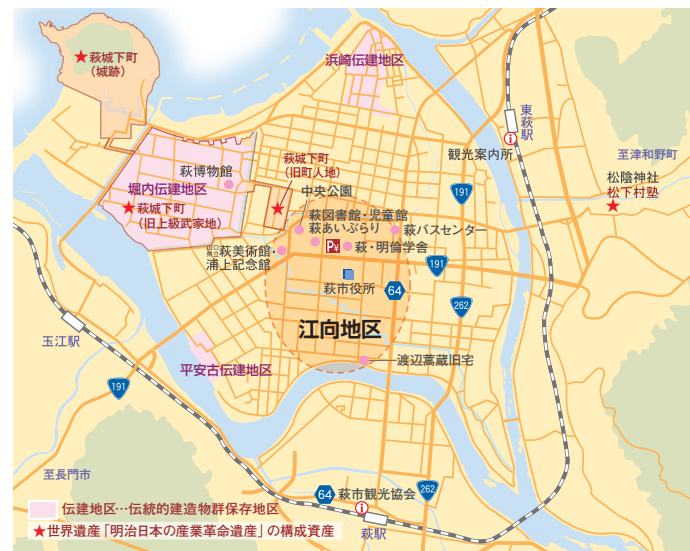 萩城下町
（城跡）
浜崎伝建地区
東萩駅
観光案内所
至津和野町
松陰神社
松下村塾
萩博物館
堀内伝建地区
萩城下町
（旧上級武家地）
萩城下町
（旧町人地）
中央公園
191
萩図書館・児童館
萩あいぶらり
萩バスセンター
P¥
萩・明倫学舎
山口県立萩美術館・
浦上記念館
191
萩市役所
64
262
江向地区
玉江駅
平安古伝建地区
渡辺蒿蔵旧宅
191
至長門市
64
萩市観光協会
262
萩駅
伝建地区…伝統的建造物群保存地区
★世界遺産「明治日本の産業革命遺産」の構成資産